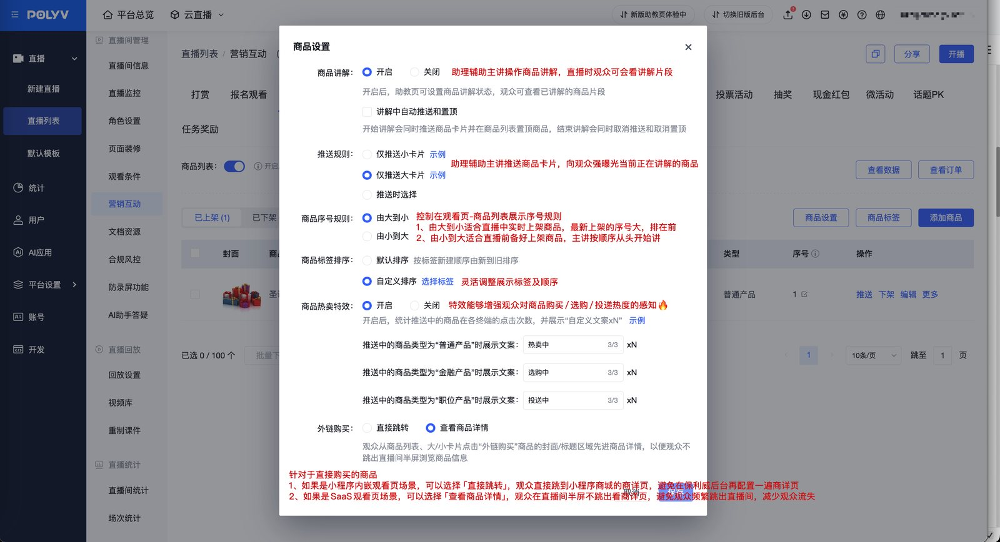 POLYV
平台总览
云直播
新版助教页体验中
切换旧版后台
直播
新建直播
直播列表
默认模板
统计
用户
AI应用
平台设置
账号
开发
直播间管理
直播间信息
直播监控
角色设置
页面装修
观看条件
营销互动
文档资源
合规风控
防录屏功能
AI助手答疑
直播回放
回放设置
视频库
重制课件
直播统计
直播间统计
场次统计
直播列表 / 营销互动
分享
开播
打赏 报名观看
投票活动 抽奖 现金红包 微活动 话题PK
任务奖励
商品列表：
开启
查看数据
查看订单
已上架 (1) 已下架
商品设置
商品标签
添加商品
封面
类型 序号 操作
普通产品 1 推送 下架 编辑 更多
已选 0 / 100 个
1 10条/页 跳至 1 页
商品设置
商品讲解： 开启 关闭 助理辅助主讲操作商品讲解，直播时观众可会看讲解片段
开启后，助教页可设置商品讲解状态，观众可查看已讲解的商品片段
讲解中自动推送和置顶
开始讲解会同时推送商品卡片并在商品列表置顶商品，结束讲解会同时取消推送和取消置顶
推送规则： 仅推送小卡片 示例
助理辅助主讲推送商品卡片，向观众强曝光当前正在讲解的商品
仅推送大卡片 示例
推送时选择
商品序号规则： 由大到小 控制在观看页-商品列表展示序号规则
1、由大到小适合直播中实时上架商品，最新上架的序号大，排在前
由小到大 2、由小到大适合直播前备好上架商品，主讲按顺序从头开始讲
商品标签排序： 默认排序 按标签新建顺序由新到旧排序
自定义排序 选择标签 灵活调整展示标签及顺序
商品热卖特效： 开启 关闭 特效能够增强观众对商品购买/选购/投递热度的感知🔥
开启后，统计推送中的商品在各终端的点击次数，并展示“自定义文案xN” 示例
推送中的商品类型为“普通产品”时展示文案： 热卖中 3/3 xN
推送中的商品类型为“金融产品”时展示文案： 选购中 3/3 xN
推送中的商品类型为“职位产品”时展示文案： 投送中 3/3 xN
外链购买： 直接跳转 查看商品详情
观众从商品列表、大/小卡片点击“外链购买”商品的封面/标题区域先进商品详情，以便观众不
跳出直播间半屏浏览商品信息
针对于直接购买的商品
1、如果是小程序内嵌观看页场景，可以选择「直接跳转」，观众直接跳到小程序商城的商详页，避免在保利威后台再配置一遍商详页
取消
2、如果是SaaS观看页场景，可以选择「查看商品详情」，观众在直播间半屏不跳出看商详页，避免观众频繁跳出直播间，减少观众流失